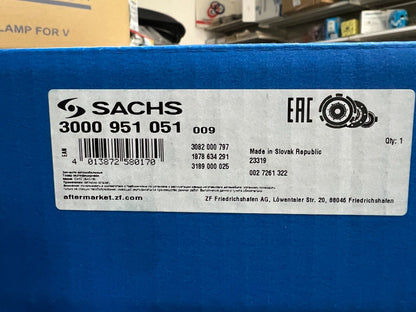 LAMP FOR V
SACHS
EAC
3000 951 051 009
Qty: 1
EAN
4 013872 580170
3082 000 797
1878 634 291
3189 000 025
Made in Slovak Republic
23319
002 7261 322
aftermarket.zf.com
ZF Friedrichshafen AG, Löwentaler Str. 20, 88046 Friedrichshafen